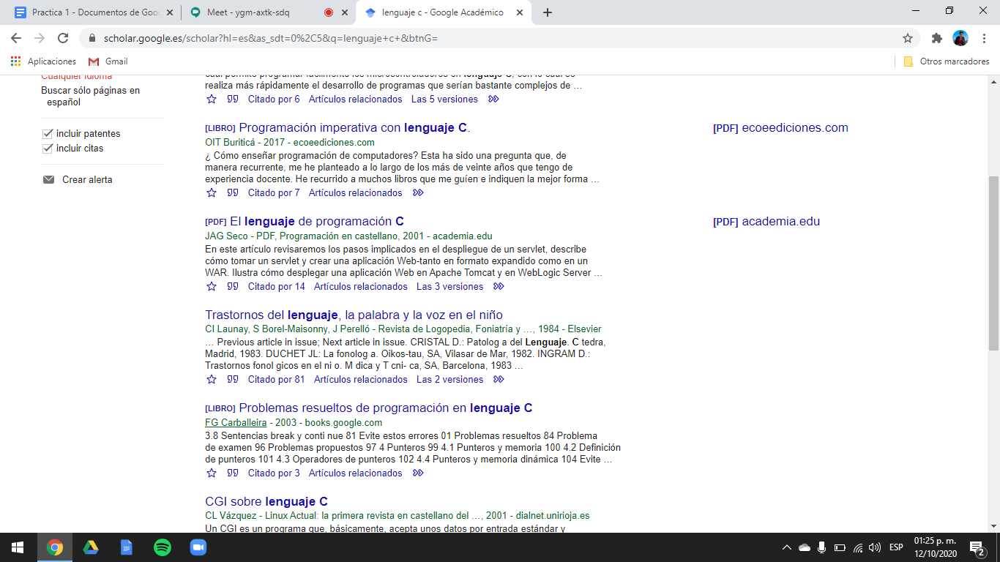 Practica 1 - Documentos de Goo
Meet - ygm-axtk-sdq
lenguaje c - Google Académico
scholar.google.es/scholar?hl=es&as_sdt=0%2C5&q=lenguaje+c+&btnG=
Aplicaciones
Gmail
Otros marcadores
Cualquier idioma
Buscar sólo páginas en
español
incluir patentes
incluir citas
Crear alerta
cual permite programar fácilmente los microcontroladores en lenguaje C, con lo cual se
realiza más rápidamente el desarrollo de programas que serían bastante complejos de …
Citado por 6 Artículos relacionados Las 5 versiones
[LIBRO] Programación imperativa con lenguaje C.
[PDF] ecoeediciones.com
OIT Buriticá - 2017 - ecoeediciones.com
¿ Cómo enseñar programación de computadores? Esta ha sido una pregunta que, de
manera recurrente, me he planteado a lo largo de los más de veinte años que tengo de
experiencia docente. He recurrido a muchos libros que me guíen e indiquen la mejor forma …
Citado por 7 Artículos relacionados
[PDF] El lenguaje de programación C
[PDF] academia.edu
JAG Seco - PDF, Programación en castellano, 2001 - academia.edu
En este artículo revisaremos los pasos implicados en el despliegue de un servlet, describe
cómo tomar un servlet y crear una aplicación Web-tanto en formato expandido como en un
WAR. Ilustra cómo desplegar una aplicación Web en Apache Tomcat y en WebLogic Server …
Citado por 14 Artículos relacionados Las 3 versiones
Trastornos del lenguaje, la palabra y la voz en el niño
CI Launay, S Borel-Maisonny, J Perelló - Revista de Logopedia, Foniatría y …, 1984 - Elsevier
… Previous article in issue; Next article in issue. CRISTAL D.: Patolog a del Lenguaje. C tedra,
Madrid, 1983. DUCHET JL: La fonolog a. Oikos-tau, SA, Vilasar de Mar, 1982. INGRAM D.:
Trastornos fonol gicos en el ni o. M dica y T cni- ca, SA, Barcelona, 1983 …
Citado por 81 Artículos relacionados Las 2 versiones
[LIBRO] Problemas resueltos de programación en lenguaje C
FG Carballeira - 2003 - books.google.com
3.8 Sentencias break y conti nue 81 Evite estos errores 01 Problemas resueltos 84 Problema
de examen 96 Problemas propuestos 97 4 Punteros 99 4.1 Punteros y memoria 100 4.2 Definición
de punteros 101 4.3 Operadores de punteros 102 4.4 Punteros y memoria dinámica 104 Evite …
Citado por 3 Artículos relacionados
CGI sobre lenguaje C
CL Vázquez - Linux Actual: la primera revista en castellano del …, 2001 - dialnet.unirioja.es
Un CGI es un programa que, básicamente, acepta unos datos por entrada estándar y
ESP
01:25 p. m.
12/10/2020
2